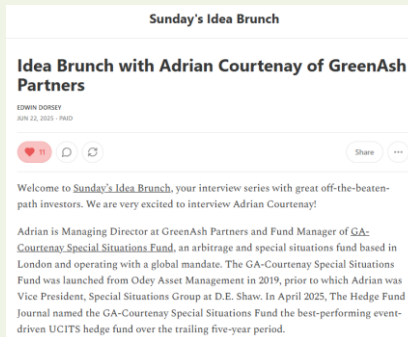 Sunday's Idea Brunch
Idea Brunch with Adrian Courtenay of GreenAsh
Partners
EDWIN DORSEY
JUN 22, 2025 · PAID
11
Share
Welcome to Sunday's Idea Brunch, your interview series with great off-the-beaten-
path investors. We are very excited to interview Adrian Courtenay!
Adrian is Managing Director at GreenAsh Partners and Fund Manager of GA-
Courtenay Special Situations Fund, an arbitrage and special situations fund based in
London and operating with a global mandate. The GA-Courtenay Special Situations
Fund was launched from Odey Asset Management in 2019, prior to which Adrian was
Vice President, Special Situations Group at D.E. Shaw. In April 2025, The Hedge Fund
Journal named the GA-Courtenay Special Situations Fund the best-performing event-
driven UCITS hedge fund over the trailing five-year period.